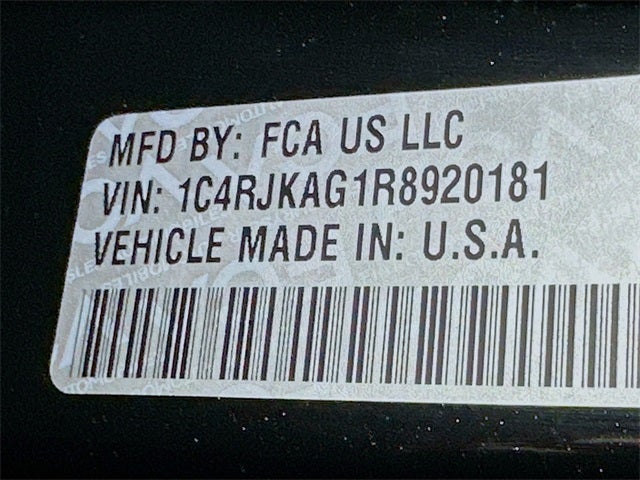 MFD BY: FCA US LLC
VIN: 1C4RJKAG1R8920181
VEHICLE MADE IN: U.S.A.